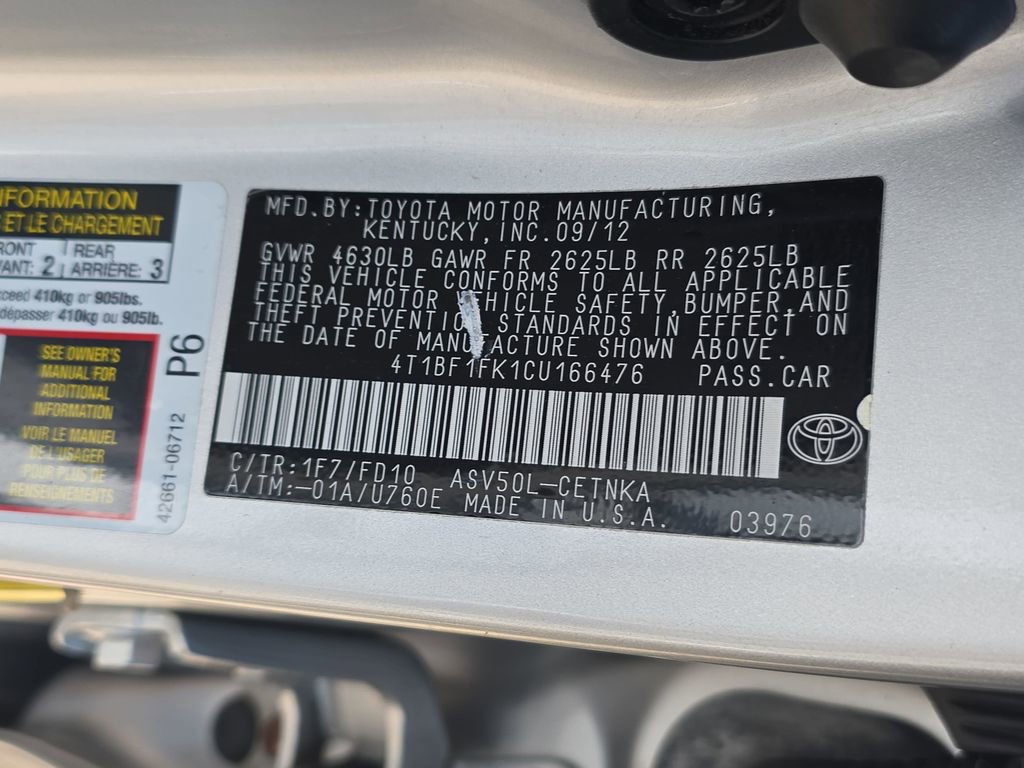 NFORMATION
ET LE CHARGEMENT
RONT
VANT: 2
REAR
ARRIÈRE: 3
xceed 410kg or 905lbs.
dépasser 410kg ou 905lb.
SEE OWNER'S
MANUAL FOR
ADDITIONAL
INFORMATION
VOIR LE MANUEL
DE L'USAGER
POUR PLUS DE
RENSEIGNEMENTS
P6
42661-06712
MFD.BY:TOYOTA MOTOR MANUFACTURING,
KENTUCKY,INC.09/12
GVWR 4630LB GAWR FR 2625LB RR 2625LB
THIS VEHICLE CONFORMS TO ALL APPLICABLE
FEDERAL MOTOR VEHICLE SAFETY,BUMPER,AND
THEFT PREVENTION STANDARDS IN EFFECT ON
THE DATE OF MANUFACTURE SHOWN ABOVE.
4T1BF1FK1CU166476 PASS.CAR
C/TR:1F7/FD10 ASV50L-CETNKA
A/TM:-01A/U760E MADE IN U.S.A. 03976